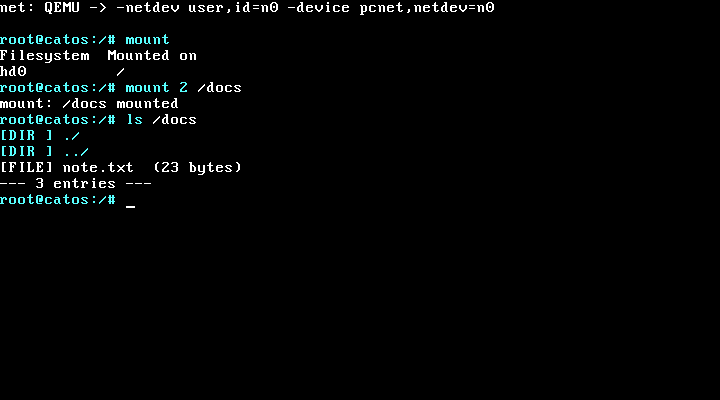 net: QEMU -> -netdev user,id=n0 -device pcnet,netdev=n0
root@catos:/# mount
Filesystem  Mounted on
hd0          /
root@catos:/# mount 2 /docs
mount: /docs mounted
root@catos:/# ls /docs
[DIR ] ./
[DIR ] ../
[FILE] note.txt  (23 bytes)
--- 3 entries ---
root@catos:/# _